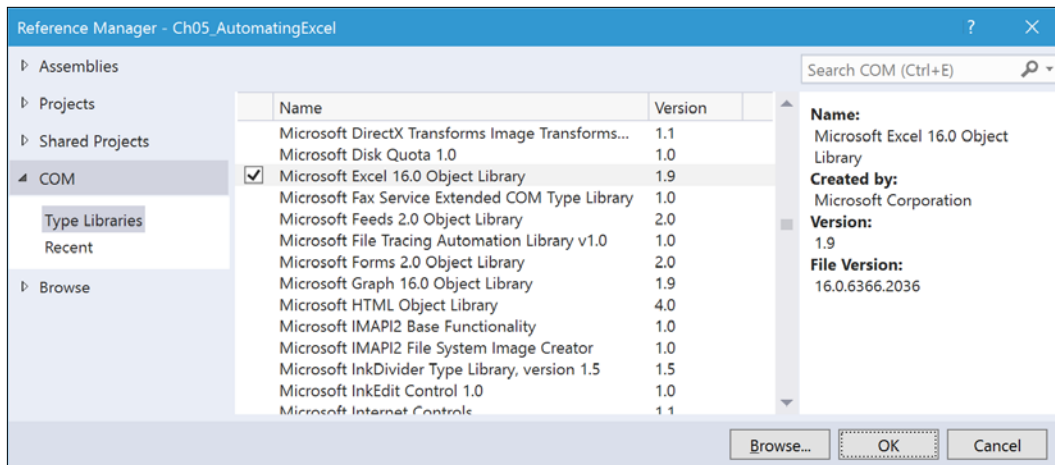 Reference Manager - Ch05_AutomatingExcel
?
Assemblies
Projects
Shared Projects
COM
Type Libraries
Recent
Browse
Name Version
Microsoft DirectX Transforms Image Transforms... 1.1
Microsoft Disk Quota 1.0 1.0
Microsoft Excel 16.0 Object Library 1.9
Microsoft Fax Service Extended COM Type Library 1.0
Microsoft Feeds 2.0 Object Library 2.0
Microsoft File Tracing Automation Library v1.0 1.0
Microsoft Forms 2.0 Object Library 2.0
Microsoft Graph 16.0 Object Library 1.9
Microsoft HTML Object Library 4.0
Microsoft IMAPI2 Base Functionality 1.0
Microsoft IMAPI2 File System Image Creator 1.0
Microsoft InkDivider Type Library, version 1.5 1.5
Microsoft InkEdit Control 1.0 1.0
Microsoft Internet Controls 1.1
Search COM (Ctrl+E)
Name:
Microsoft Excel 16.0 Object
Library
Created by:
Microsoft Corporation
Version:
1.9
File Version:
16.0.6366.2036
Browse... OK Cancel